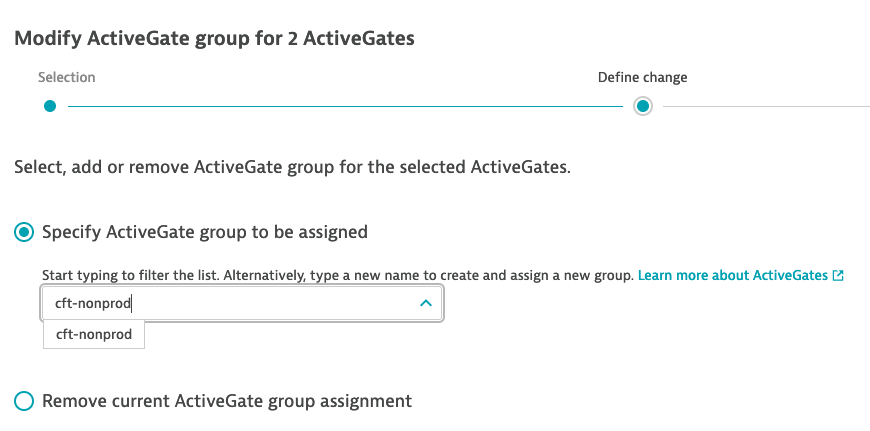 Modify ActiveGate group for 2 ActiveGates
Selection
Define change
Select, add or remove ActiveGate group for the selected ActiveGates.
Specify ActiveGate group to be assigned
Start typing to filter the list. Alternatively, type a new name to create and assign a new group. Learn more about ActiveGates
cft-nonprod
cft-nonprod
Remove current ActiveGate group assignment